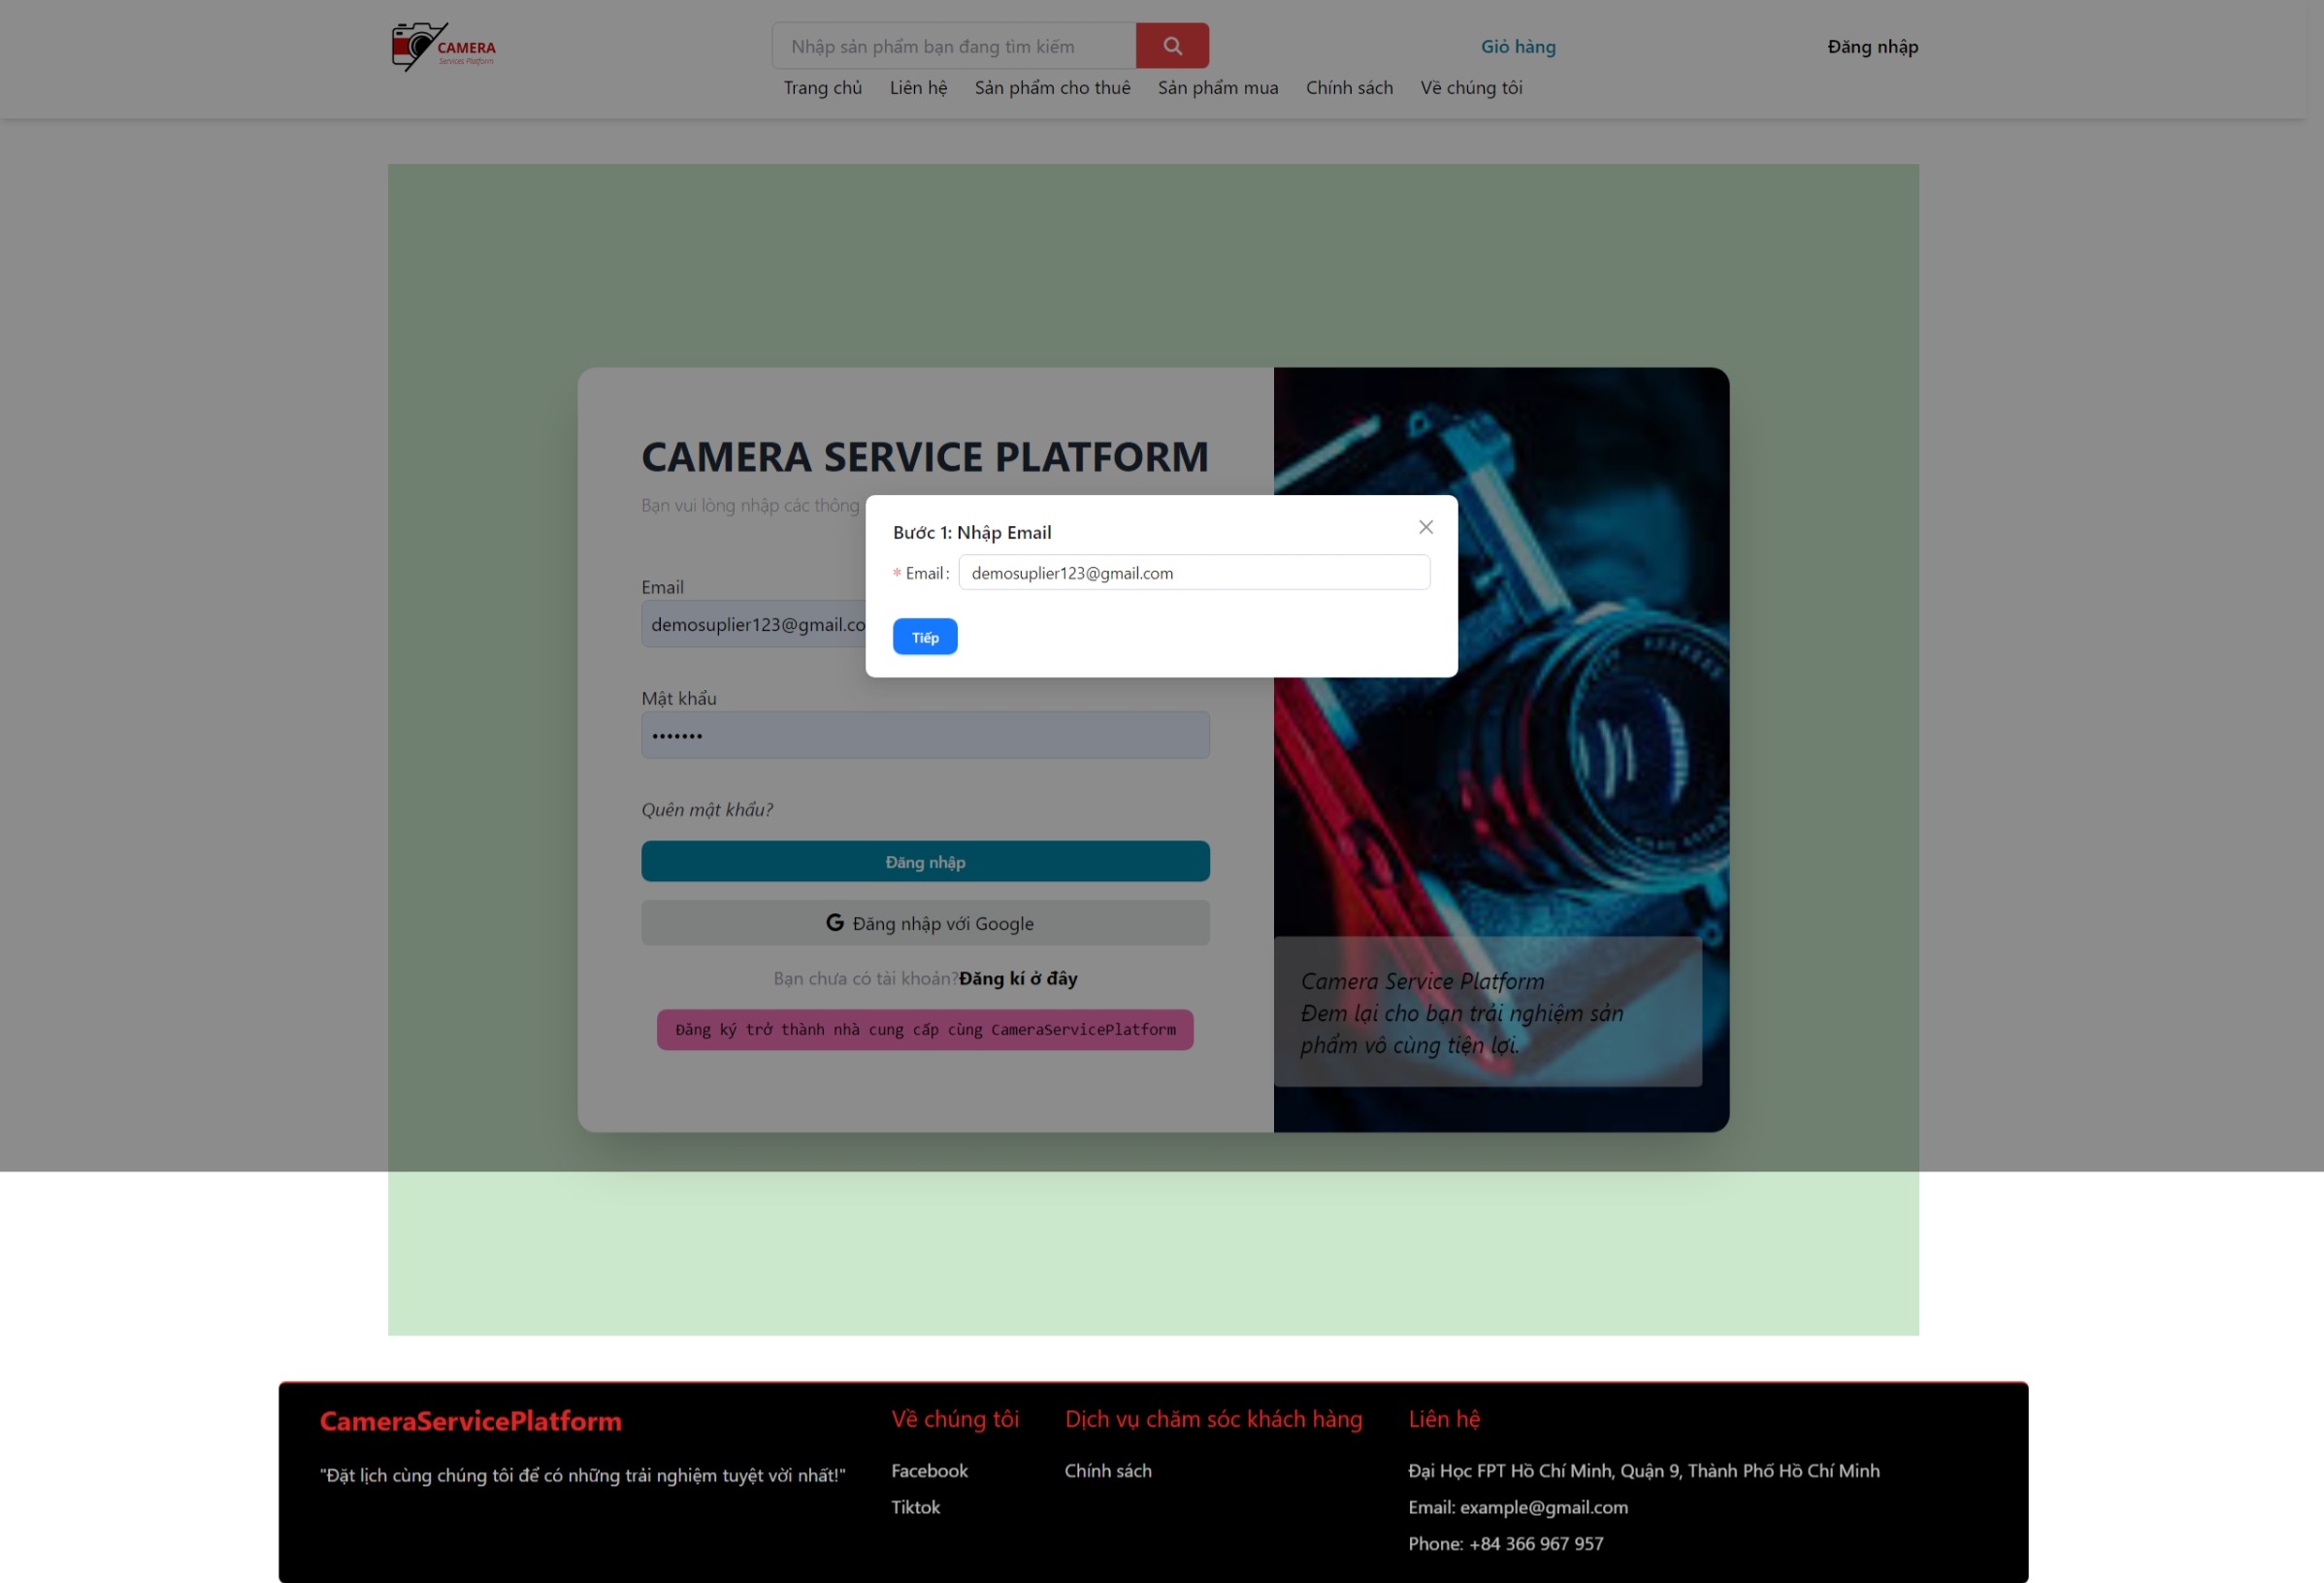 CAMERA
Services Platform
Nhập sản phẩm bạn đang tìm kiếm
Giỏ hàng
Đăng nhập
Trang chủ Liên hệ Sản phẩm cho thuê Sản phẩm mua Chính sách Về chúng tôi
CAMERA SERVICE PLATFORM
Bạn vui lòng nhập các thông
Bước 1: Nhập Email
* Email: demosuplier123@gmail.com
Tiếp
Email
demosuplier123@gmail.co
Mật khẩu
•••••••
Quên mật khẩu?
Đăng nhập
Đăng nhập với Google
Bạn chưa có tài khoản?Đăng kí ở đây
Đăng ký trở thành nhà cung cấp cùng CameraServicePlatform
Camera Service Platform
Đem lại cho bạn trải nghiệm sản
phẩm vô cùng tiện lợi.
CameraServicePlatform
"Đặt lịch cùng chúng tôi để có những trải nghiệm tuyệt vời nhất!"
Về chúng tôi
Facebook
Tiktok
Dịch vụ chăm sóc khách hàng
Chính sách
Liên hệ
Đại Học FPT Hồ Chí Minh, Quận 9, Thành Phố Hồ Chí Minh
Email: example@gmail.com
Phone: +84 366 967 957